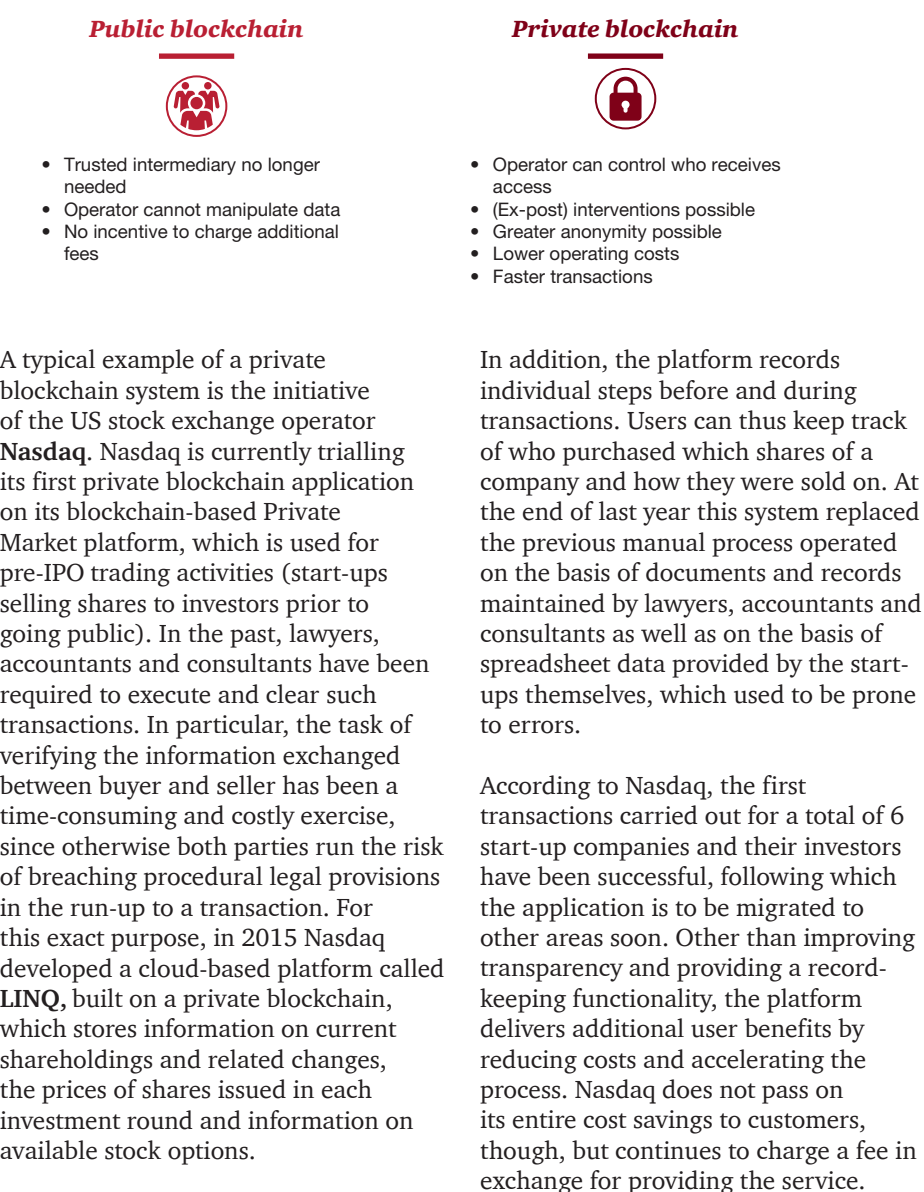 Public blockchain
• Trusted intermediary no longer
needed
• Operator cannot manipulate data
• No incentive to charge additional
fees
Private blockchain
• Operator can control who receives
access
• (Ex-post) interventions possible
• Greater anonymity possible
• Lower operating costs
• Faster transactions
A typical example of a private
blockchain system is the initiative
of the US stock exchange operator
Nasdaq. Nasdaq is currently trialling
its first private blockchain application
on its blockchain-based Private
Market platform, which is used for
pre-IPO trading activities (start-ups
selling shares to investors prior to
going public). In the past, lawyers,
accountants and consultants have been
required to execute and clear such
transactions. In particular, the task of
verifying the information exchanged
between buyer and seller has been a
time-consuming and costly exercise,
since otherwise both parties run the risk
of breaching procedural legal provisions
in the run-up to a transaction. For
this exact purpose, in 2015 Nasdaq
developed a cloud-based platform called
LINQ, built on a private blockchain,
which stores information on current
shareholdings and related changes,
the prices of shares issued in each
investment round and information on
available stock options.
In addition, the platform records
individual steps before and during
transactions. Users can thus keep track
of who purchased which shares of a
company and how they were sold on. At
the end of last year this system replaced
the previous manual process operated
on the basis of documents and records
maintained by lawyers, accountants and
consultants as well as on the basis of
spreadsheet data provided by the start-
ups themselves, which used to be prone
to errors.
According to Nasdaq, the first
transactions carried out for a total of 6
start-up companies and their investors
have been successful, following which
the application is to be migrated to
other areas soon. Other than improving
transparency and providing a record-
keeping functionality, the platform
delivers additional user benefits by
reducing costs and accelerating the
process. Nasdaq does not pass on
its entire cost savings to customers,
though, but continues to charge a fee in
exchange for providing the service.